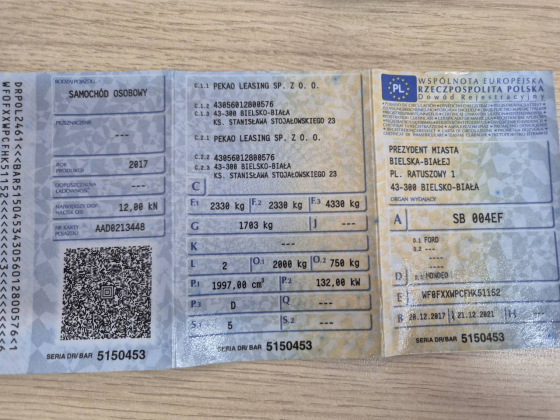 DRPOL2461<<BAB5150453430560128005761
WF0FXXWPCFHK51152<<<<<
RODZAJ POJAZDU
SAMOCHÓD OSOBOWY
PRZEZNACZENIE
---
ROK PRODUKCJI
2017
DOPUSZCZALNA ŁADOWNOŚĆ
---
NAJWIĘKSZY DOP. NACISK OSI
12,00 kN
NR KARTY POJAZDU
AAD0213448
SERIA DR/BAR 5150453
C.1.1 PEKAO LEASING SP. Z O. O.
C.1.2 43056012800576
C.1.3 43-300 BIELSKO-BIAŁA
KS. STANISŁAWA STOJAŁOWSKIEGO 23
C.2.1 PEKAO LEASING SP. Z O. O.
C.2.2 43056012800576
C.2.3 43-300 BIELSKO-BIAŁA
KS. STANISŁAWA STOJAŁOWSKIEGO 23
C
F.1 2330 kg F.2 2330 kg F.3 4330 kg
G 1703 kg J ---
K ---
L 2 O.1 2000 kg O.2 750 kg
P.1 1997,00 cm³ P.2 132,00 kW
P.3 D Q ---
S.1 5 S.2 ---
SERIA DR/BAR 5150453
PL
WSPÓLNOTA EUROPEJSKA
RZECZPOSPOLITA POLSKA
Dowód Rejestracyjny
PREZYDENT MIASTA
BIELSKA-BIAŁEJ
PL. RATUSZOWY 1
43-300 BIELSKO-BIAŁA
ORGAN WYDAJĄCY
A SB 004EF
D.1 FORD
D.2 ---
---
D D.3 MONDEO
E WF0FXXWPCFHK51152
B 20.12.2017 I 21.12.2021 H ---
SERIA DR/BAR 5150453